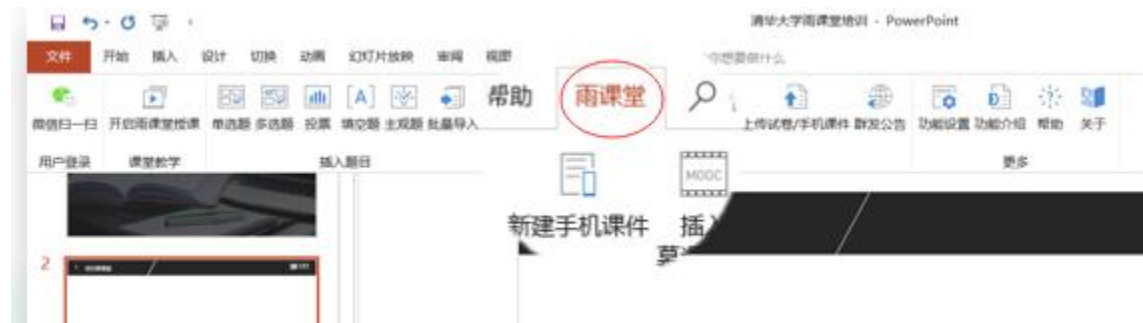 清华大学雨课堂培训 - PowerPoint
文件 开始 插入 设计 切换 动画 幻灯片放映 审阅 视图 帮助 雨课堂 你想要做什么
微信扫一扫 开启雨课堂授课 单选题 多选题 投票 填空题 主观题 批量导入 上传试卷/手机课件 群发公告 功能设置 功能介绍 帮助 关于
用户登录 课堂教学 插入题目 更多
MOOC
新建手机课件 插
2